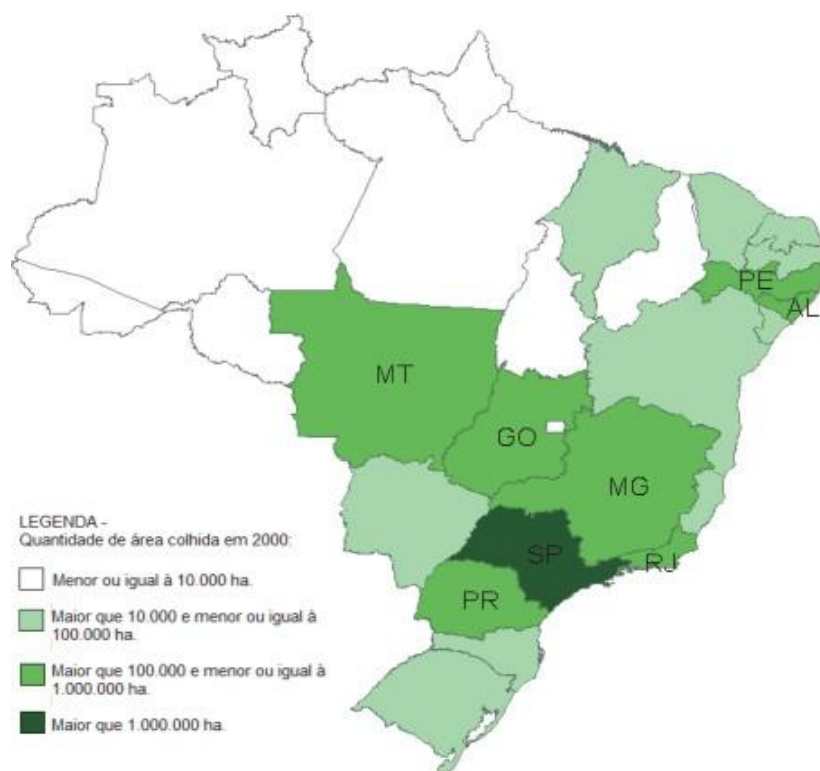 PE
AL
MT
GO
MG
SP
RJ
PR
LEGENDA -
Quantidade de área colhida em 2000:
Menor ou igual à 10.000 ha.
Maior que 10.000 e menor ou igual à
100.000 ha.
Maior que 100.000 e menor ou igual à
1.000.000 ha.
Maior que 1.000.000 ha.